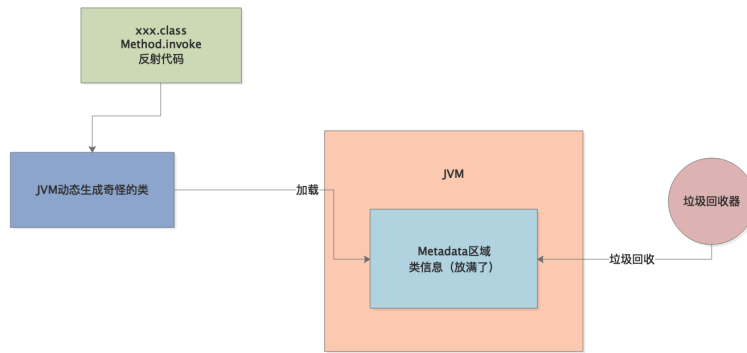 xxx.class
Method.invoke
反射代码
JVM动态生成奇怪的类
加载
JVM
Metadata区域
类信息（放满了）
垃圾回收
垃圾回收器